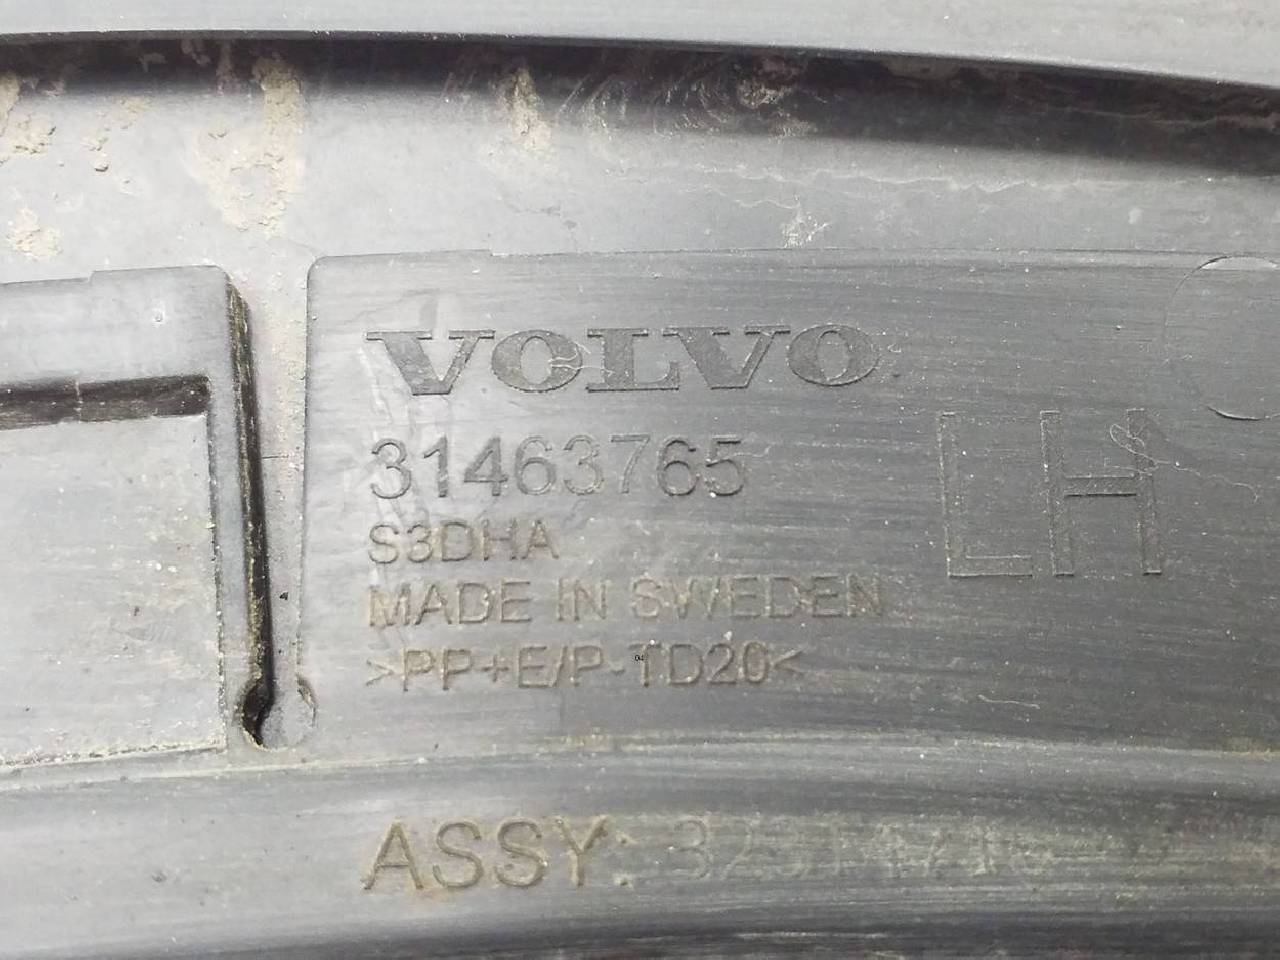 VOLVO
31463765
LH
S3DHA
MADE IN SWEDEN
>PP+E/P-TD20<
ASSY: